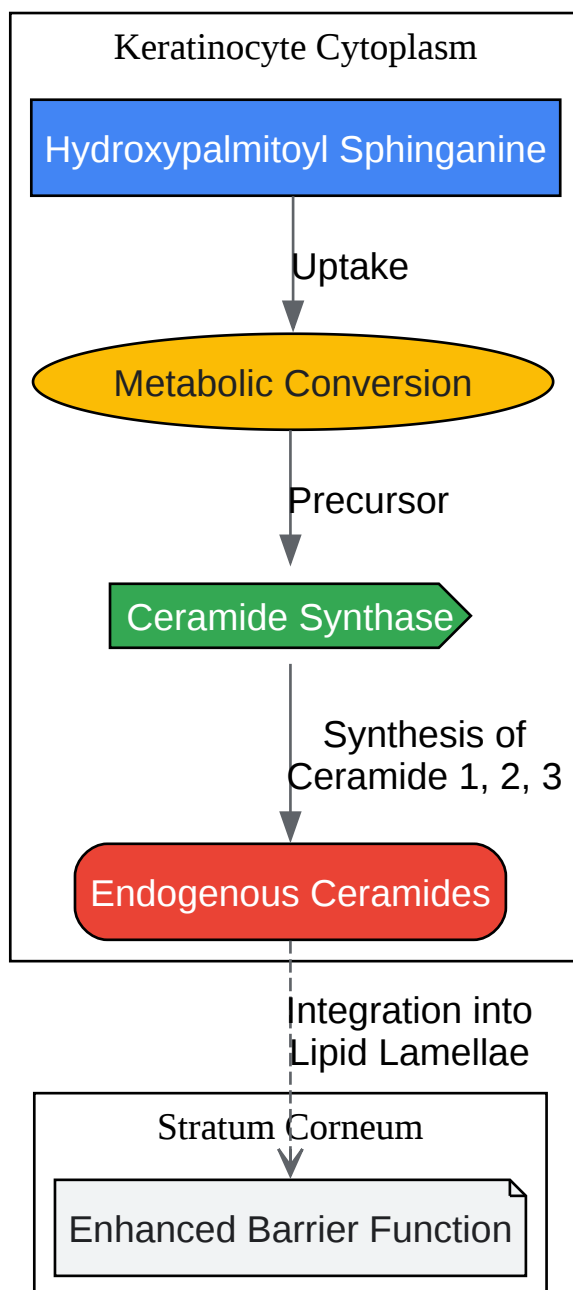 Keratinocyte Cytoplasm
Hydroxypalmitoyl Sphinganine
Uptake
Metabolic Conversion
Precursor
Ceramide Synthase
Synthesis of
Ceramide 1, 2, 3
Endogenous Ceramides
Integration into
Lipid Lamellae
Stratum Corneum
Enhanced Barrier Function